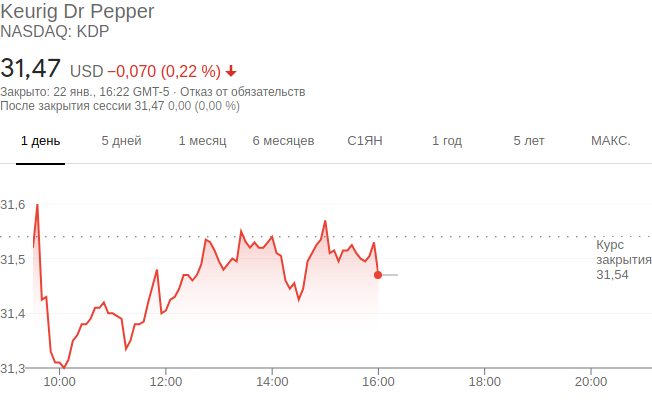 Keurig Dr Pepper
NASDAQ: KDP
31,47 USD −0,070 (0,22 %)
Закрыто: 22 янв., 16:22 GMT-5 · Отказ от обязательств
После закрытия сессии 31,47 0,00 (0,00 %)
1 день 5 дней 1 месяц 6 месяцев С1ЯН 1 год 5 лет МАКС.
31,6
Курс
31,5 закрытия
31,54
31,4
31,3
10:00 12:00 14:00 16:00 18:00 20:00